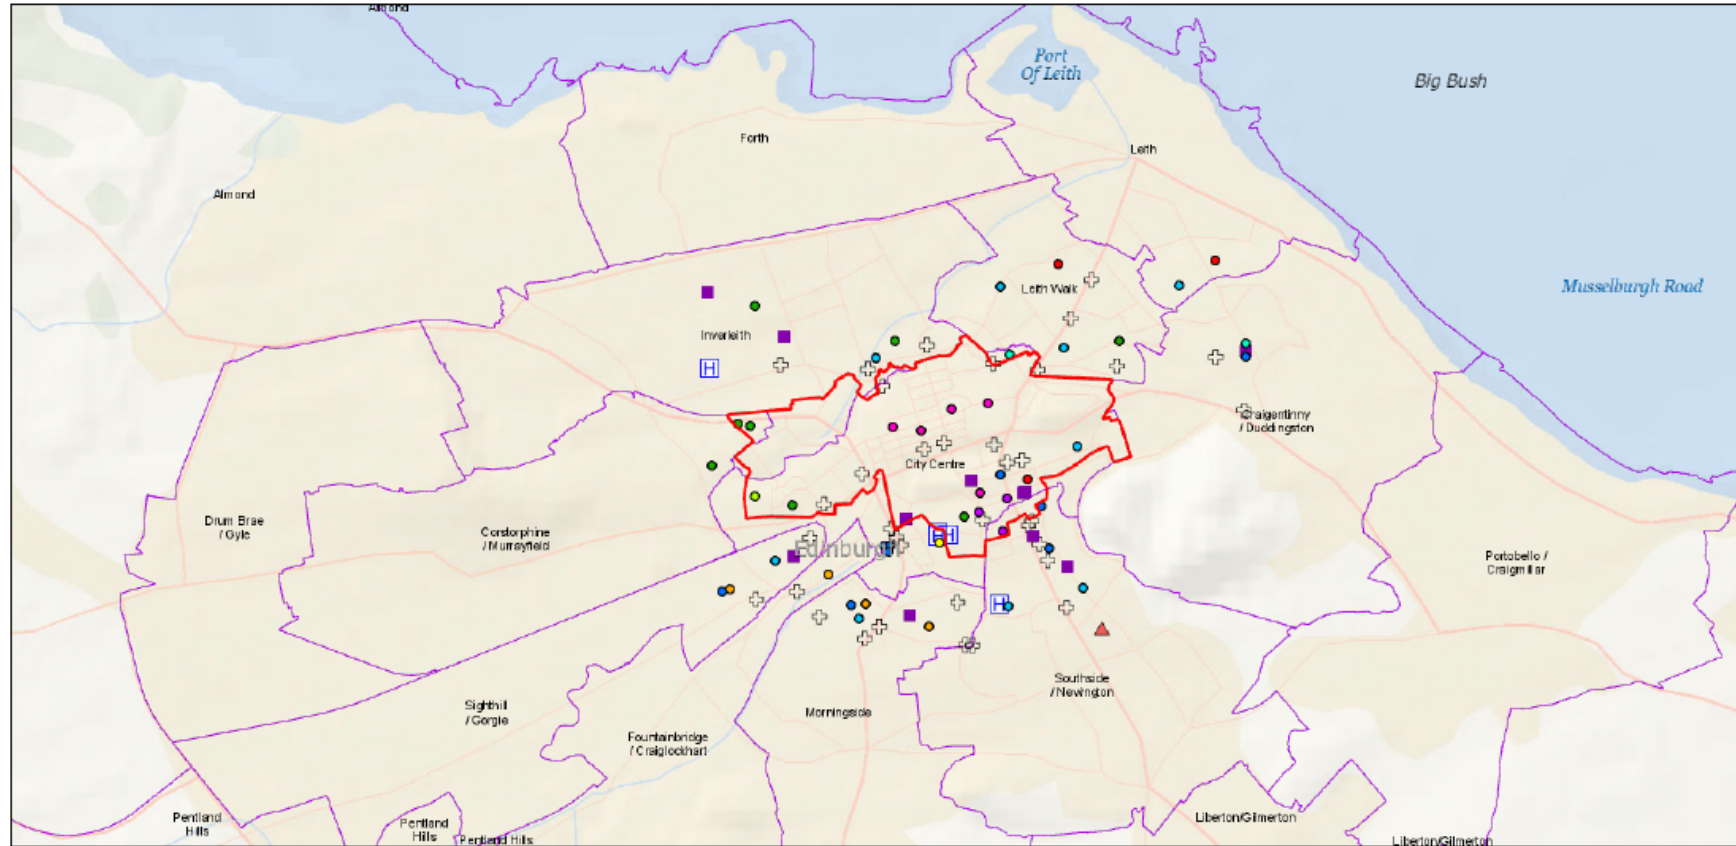 Almond
Port
Of Leith
Big Bush
Forth
Leith
Almond
Musselburgh Road
Leith Walk
Inverleith
Craigentinny
/ Duddingston
City Centre
Drum Brae
/ Gyle
Corstorphine
/ Murrayfield
Edinburgh
Portobello /
Craigmillar
H
H
H
H
Southside
/ Newington
Sighthill
/ Gorgie
Morningside
Fountainbridge
/ Craiglockhart
Pentland
Hills
Pentland
Hills
Pentland Hills
Liberton/Gilmerton
Liberton/Gilmerton